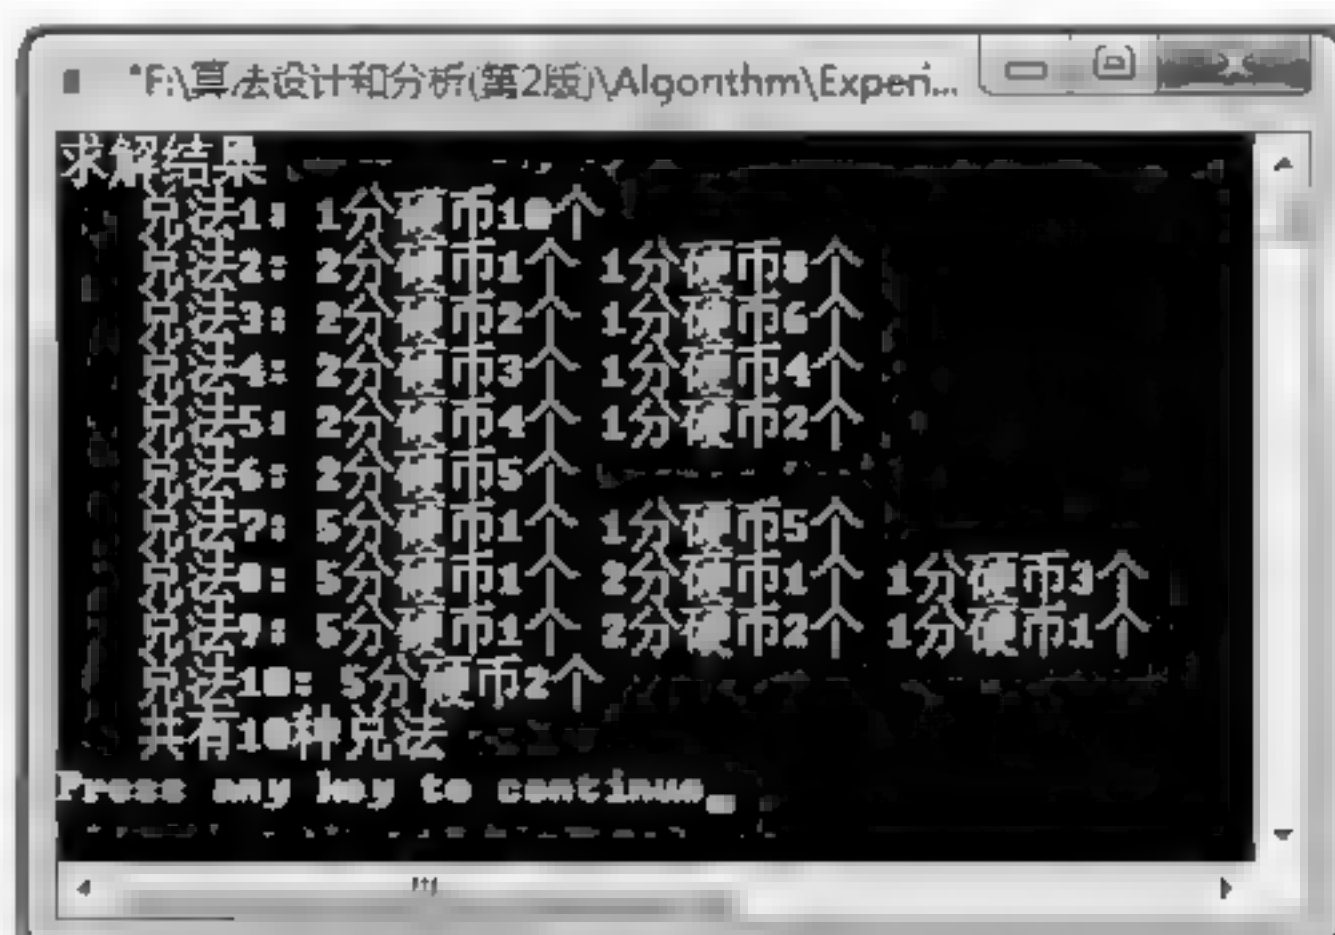 "F:\算法设计和分析(第2版)\Algorithm\Experi...
求解结果
兑法1: 1分硬币10个
兑法2: 2分硬币1个 1分硬币8个
兑法3: 2分硬币2个 1分硬币6个
兑法4: 2分硬币3个 1分硬币4个
兑法5: 2分硬币4个 1分硬币2个
兑法6: 2分硬币5个
兑法7: 5分硬币1个 1分硬币5个
兑法8: 5分硬币1个 2分硬币1个 1分硬币3个
兑法9: 5分硬币1个 2分硬币2个 1分硬币1个
兑法10: 5分硬币2个
共有10种兑法
Press any key to continue_